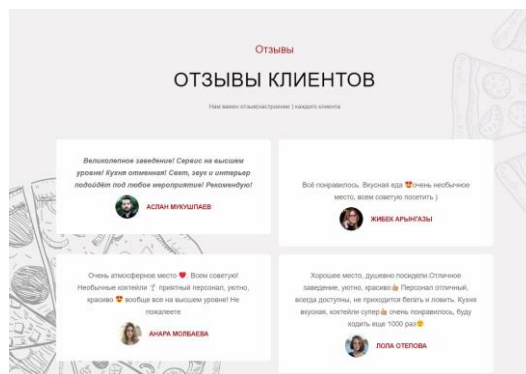 Отзывы
ОТЗЫВЫ КЛИЕНТОВ
Нам важен отзыв(настроение ) каждого клиента
Великолепное заведение! Сервис на высшем
уровне! Кухня отменная! Свет, звук и интерьер
подойдёт под любое мероприятие! Рекомендую!
АСЛАН МУКУШПАЕВ
Всё понравилось. Вкусная еда 😍очень необычное
место, всем советую посетить )
ЖИБЕК АРЫНГАЗЫ
Очень атмосферное место ❤️. Всем советую!
Необычные коктейли 🍸 приятный персонал, уютно,
красиво 😍 вообще все на высшем уровне! Не
пожалеете
АНАРА МОЛБАЕВА
Хорошее место, душевно посидели.Отличное
заведение, уютно, красиво👍 Персонал отличный,
всегда доступны, не приходится бегать и ловить. Кухня
вкусная, коктейли супер👍 очень понравилось, буду
ходить еще 1000 раз😍
ЛОЛА ОТЕПОВА